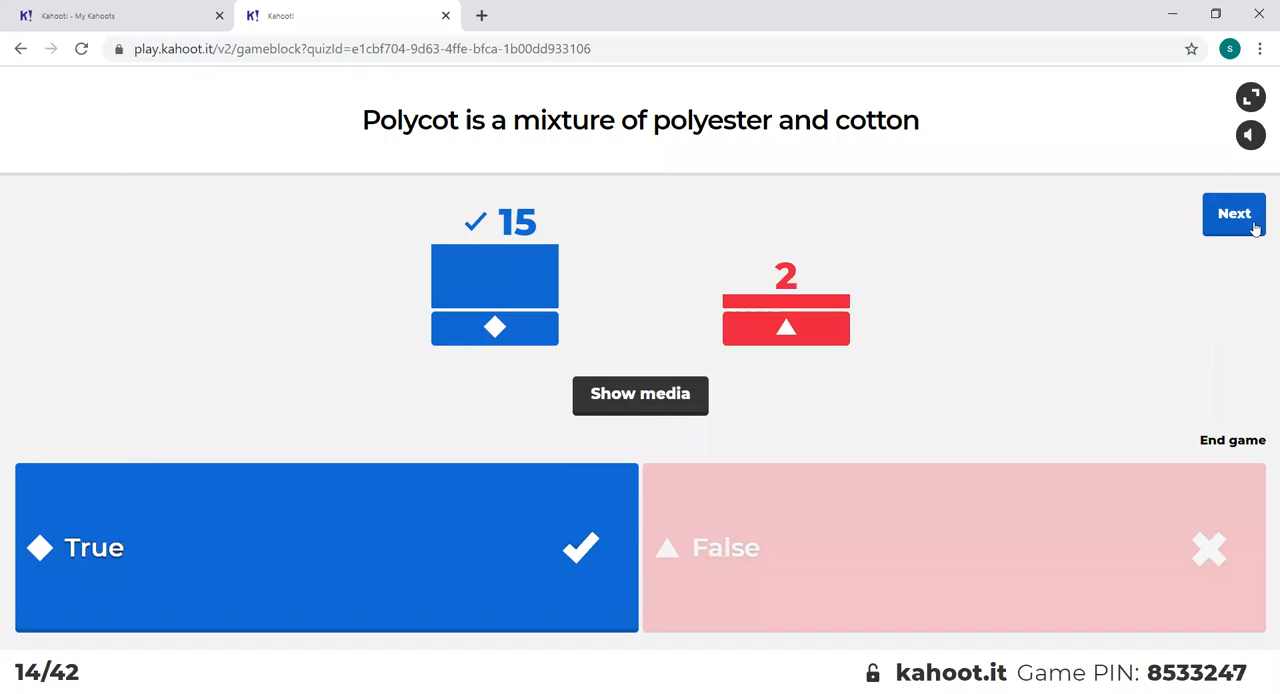 K! Kahoot! - My Kahoots
K! Kahoot!
play.kahoot.it/v2/gameblock?quizId=e1cbf704-9d63-4ffe-bfca-1b00dd933106
S
Polycot is a mixture of polyester and cotton
Next
15
2
Show media
End game
True
False
14/42
kahoot.it Game PIN: 8533247